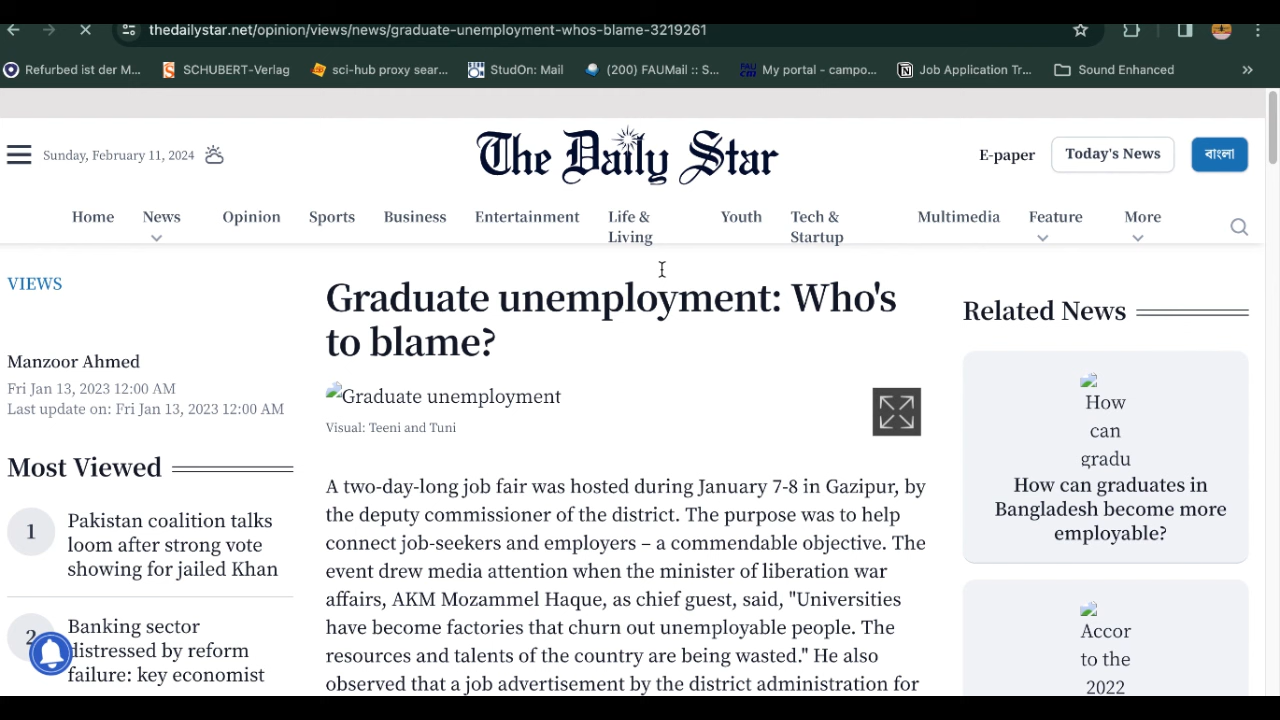 thedailystar.net/opinion/views/news/graduate-unemployment-whos-blame-3219261
Refurbed ist der M...
SCHUBERT-Verlag
sci-hub proxy sear...
StudOn: Mail
(200) FAUMail :: S...
FAU
cm
My portal - campo...
Job Application Tr...
Sound Enhanced
Sunday, February 11, 2024
The Daily Star
E-paper
Today's News
বাংলা
Home
News
Opinion
Sports
Business
Entertainment
Life &
Living
Youth
Tech &
Startup
Multimedia
Feature
More
VIEWS
Manzoor Ahmed
Fri Jan 13, 2023 12:00 AM
Last update on: Fri Jan 13, 2023 12:00 AM
Most Viewed
1
Pakistan coalition talks
loom after strong vote
showing for jailed Khan
2
Banking sector
distressed by reform
failure: key economist
Graduate unemployment: Who's
to blame?
Graduate unemployment
Visual: Teeni and Tuni
A two-day-long job fair was hosted during January 7-8 in Gazipur, by
the deputy commissioner of the district. The purpose was to help
connect job-seekers and employers – a commendable objective. The
event drew media attention when the minister of liberation war
affairs, AKM Mozammel Haque, as chief guest, said, "Universities
have become factories that churn out unemployable people. The
resources and talents of the country are being wasted." He also
observed that a job advertisement by the district administration for
Related News
How
can
gradu
How can graduates in
Bangladesh become more
employable?
Accor
to the
2022